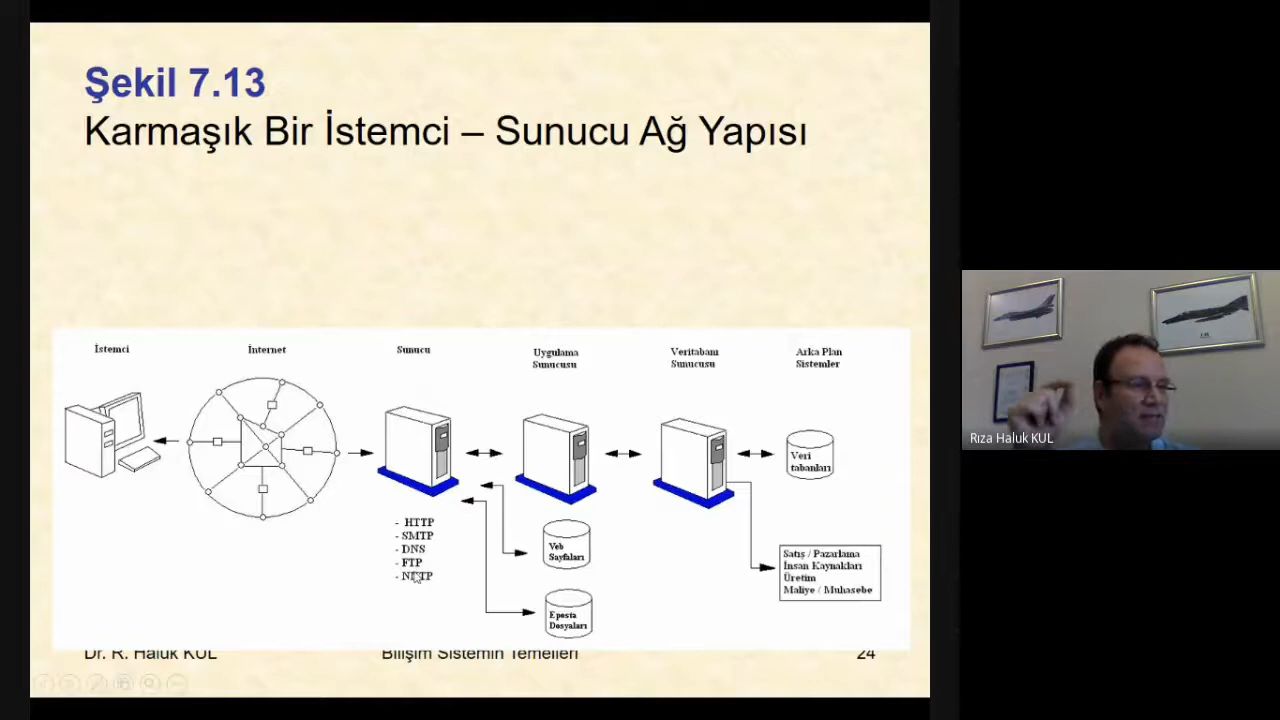 Şekil 7.13
Karmaşık Bir İstemci – Sunucu Ağ Yapısı
İstemci
İnternet
Sunucu
Uygulama
Sunucusu
Veritabanı
Sunucusu
Arka Plan
Sistemler
Veri
tabanları
- HTTP
- SMTP
- DNS
- FTP
- NNTP
Veb
Sayfaları
Eposta
Dosyaları
Satış / Pazarlama
İnsan Kaynakları
Üretim
Maliye / Muhasebe
Dr. R. Haluk KUL
Bilişim Sistemin Temelleri
24
Rıza Haluk KUL